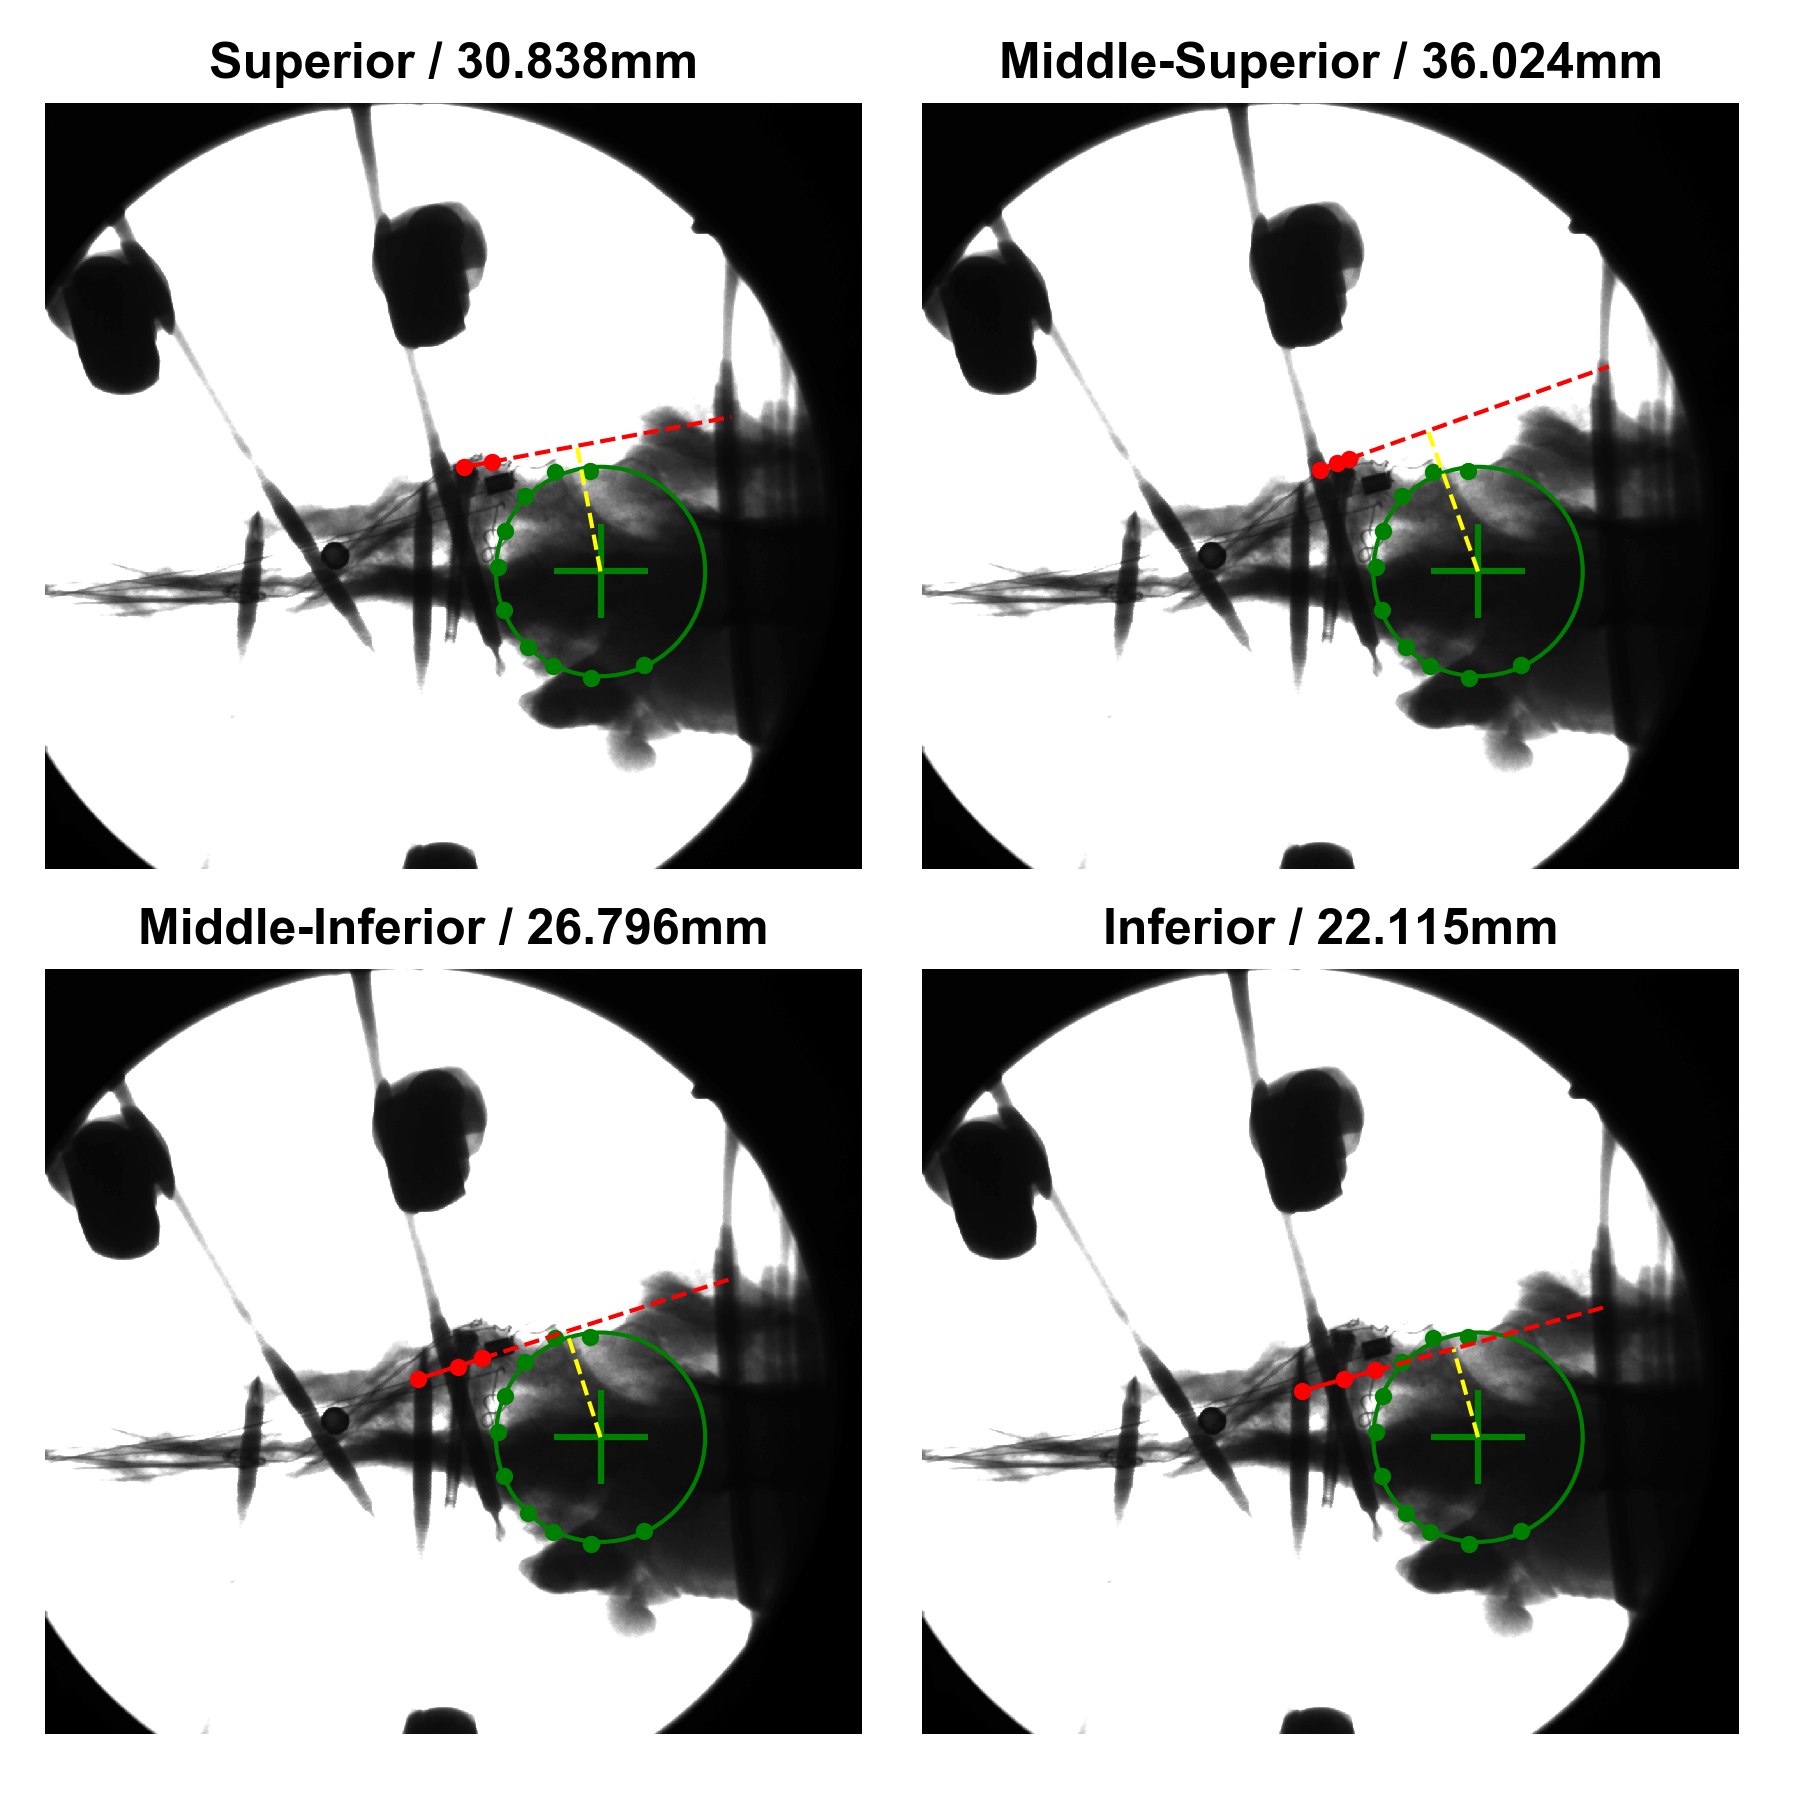 Superior / 30.838mm
Middle-Superior / 36.024mm
Middle-Inferior / 26.796mm
Inferior / 22.115mm